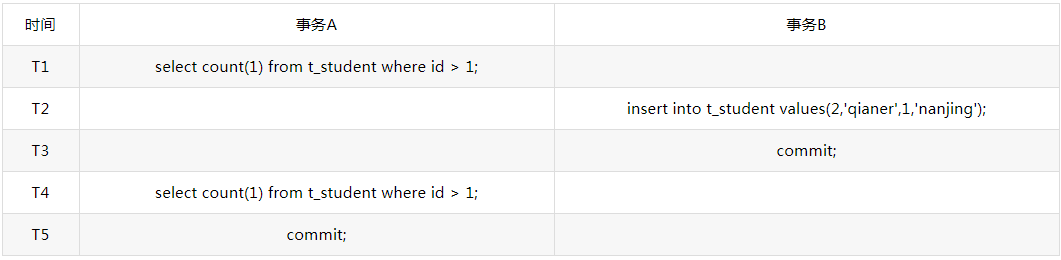 时间 事务A 事务B
T1 select count(1) from t_student where id > 1;
T2 insert into t_student values(2,'qianer',1,'nanjing');
T3 commit;
T4 select count(1) from t_student where id > 1;
T5 commit;